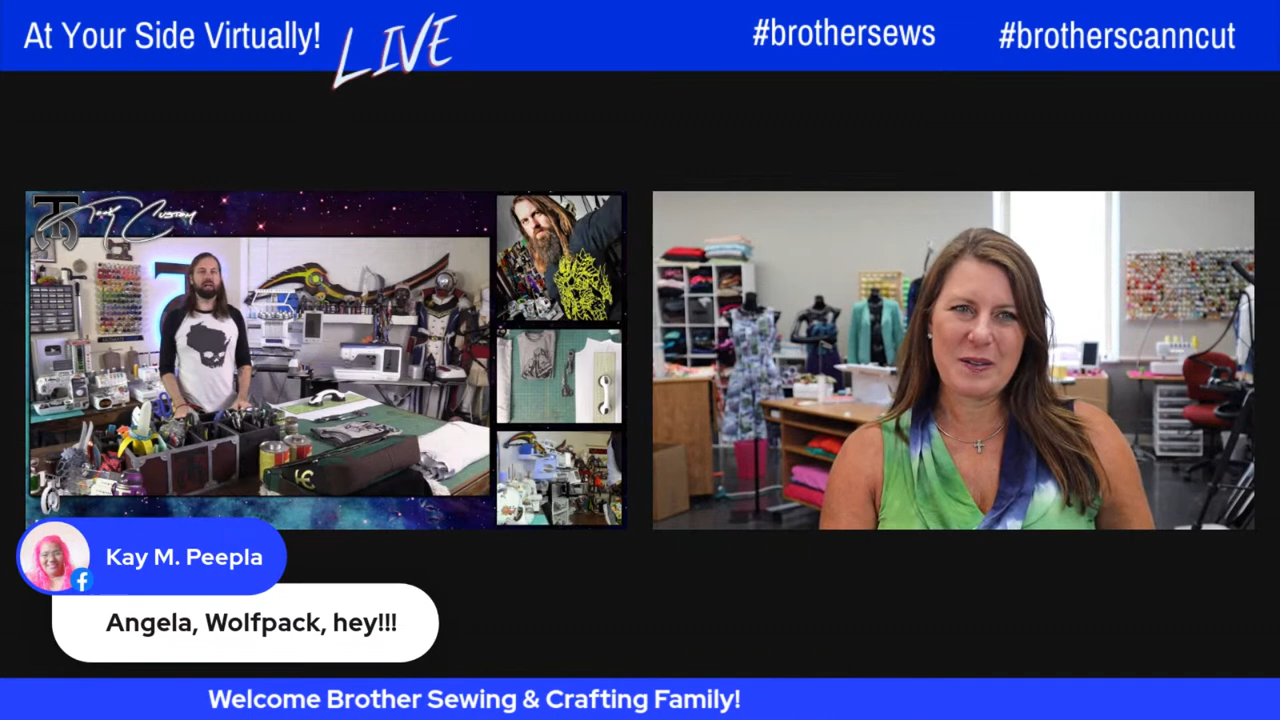 At Your Side Virtually!
LIVE
#brothersews
#brotherscanncut
Kay M. Peepla
Angela, Wolfpack, hey!!!
Welcome Brother Sewing & Crafting Family!